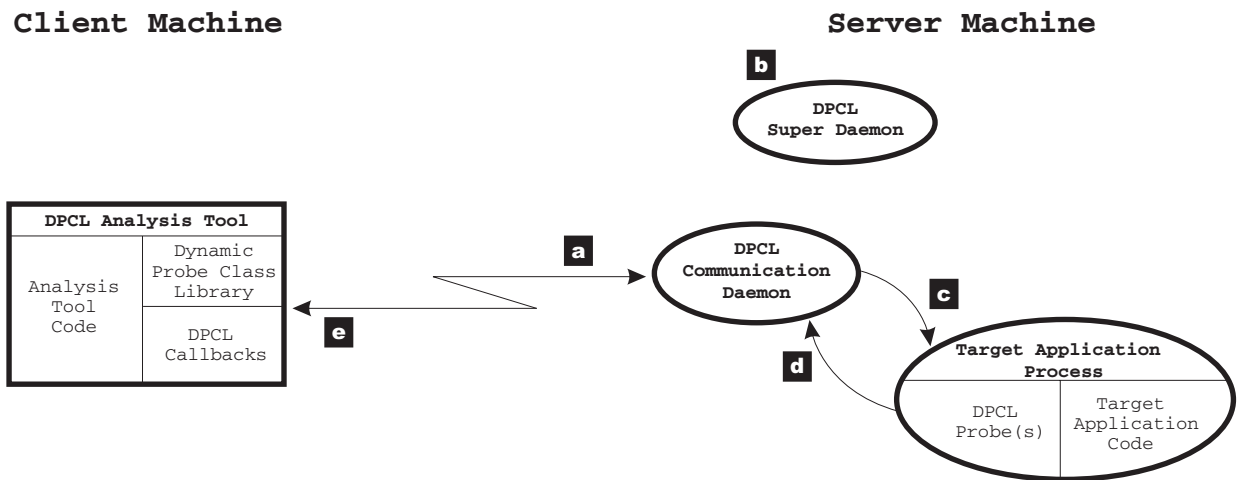 Client Machine
Server Machine
b
DPCL
Super Daemon
DPCL Analysis Tool
Analysis
Tool
Code
Dynamic
Probe Class
Library
DPCL
Callbacks
a
e
DPCL
Communication
Daemon
c
d
Target Application
Process
DPCL
Probe(s)
Target
Application
Code